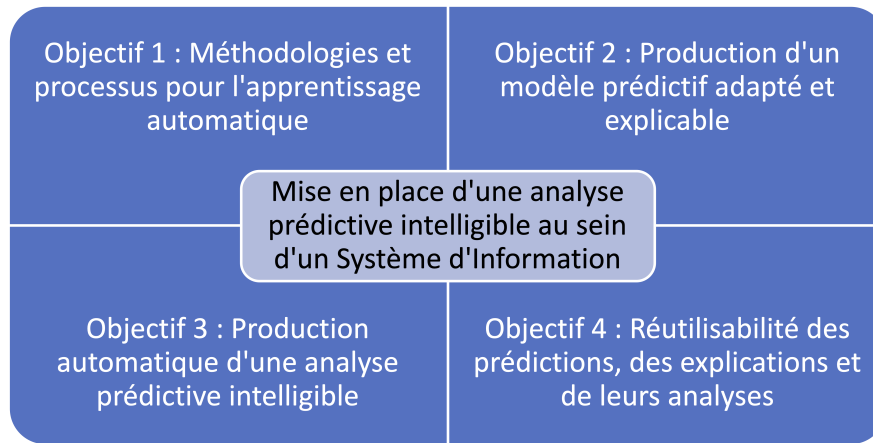 Objectif 1 : Méthodologies et
processus pour l'apprentissage
automatique
Objectif 2 : Production d'un
modèle prédictif adapté et
explicable
Mise en place d'une analyse
prédictive intelligible au sein
d'un Système d'Information
Objectif 3 : Production
automatique d'une analyse
prédictive intelligible
Objectif 4 : Réutilisabilité des
prédictions, des explications et
de leurs analyses